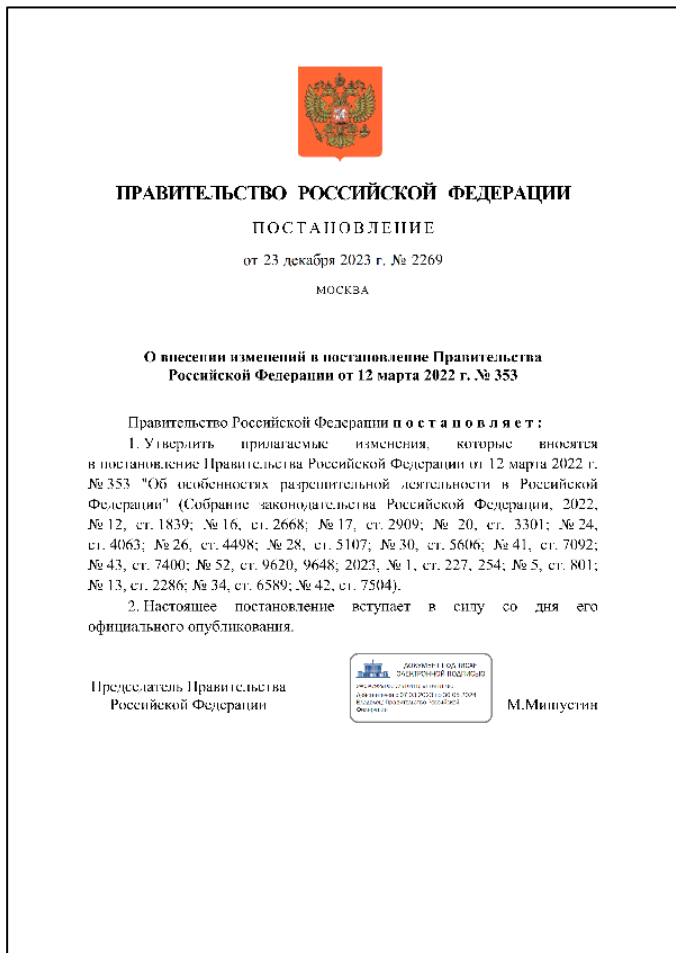 ПРАВИТЕЛЬСТВО РОССИЙСКОЙ ФЕДЕРАЦИИ
ПОСТАНОВЛЕНИЕ
от 23 декабря 2023 г. № 2269
МОСКВА
О внесении изменений в постановление Правительства
Российской Федерации от 12 марта 2022 г. № 353
Правительство Российской Федерации постановляет:
1. Утвердить прилагаемые изменения, которые вносятся
в постановление Правительства Российской Федерации от 12 марта 2022 г.
№ 353 "Об особенностях разрешительной деятельности в Российской
Федерации" (Собрание законодательства Российской Федерации, 2022,
№ 12, ст. 1839; № 16, ст. 2668; № 17, ст. 2909; № 20, ст. 3301; № 24,
ст. 4063; № 26, ст. 4498; № 28, ст. 5107; № 30, ст. 5606; № 41, ст. 7092;
№ 43, ст. 7400; № 52, ст. 9620, 9648; 2023, № 1, ст. 227, 254; № 5, ст. 801;
№ 13, ст. 2286; № 34, ст. 6589; № 42, ст. 7504).
2. Настоящее постановление вступает в силу со дня его
официального опубликования.
Председатель Правительства
Российской Федерации
ДОКУМЕНТ ПОДПИСАН
ЭЛЕКТРОННОЙ ПОДПИСЬЮ
М.Мишустин